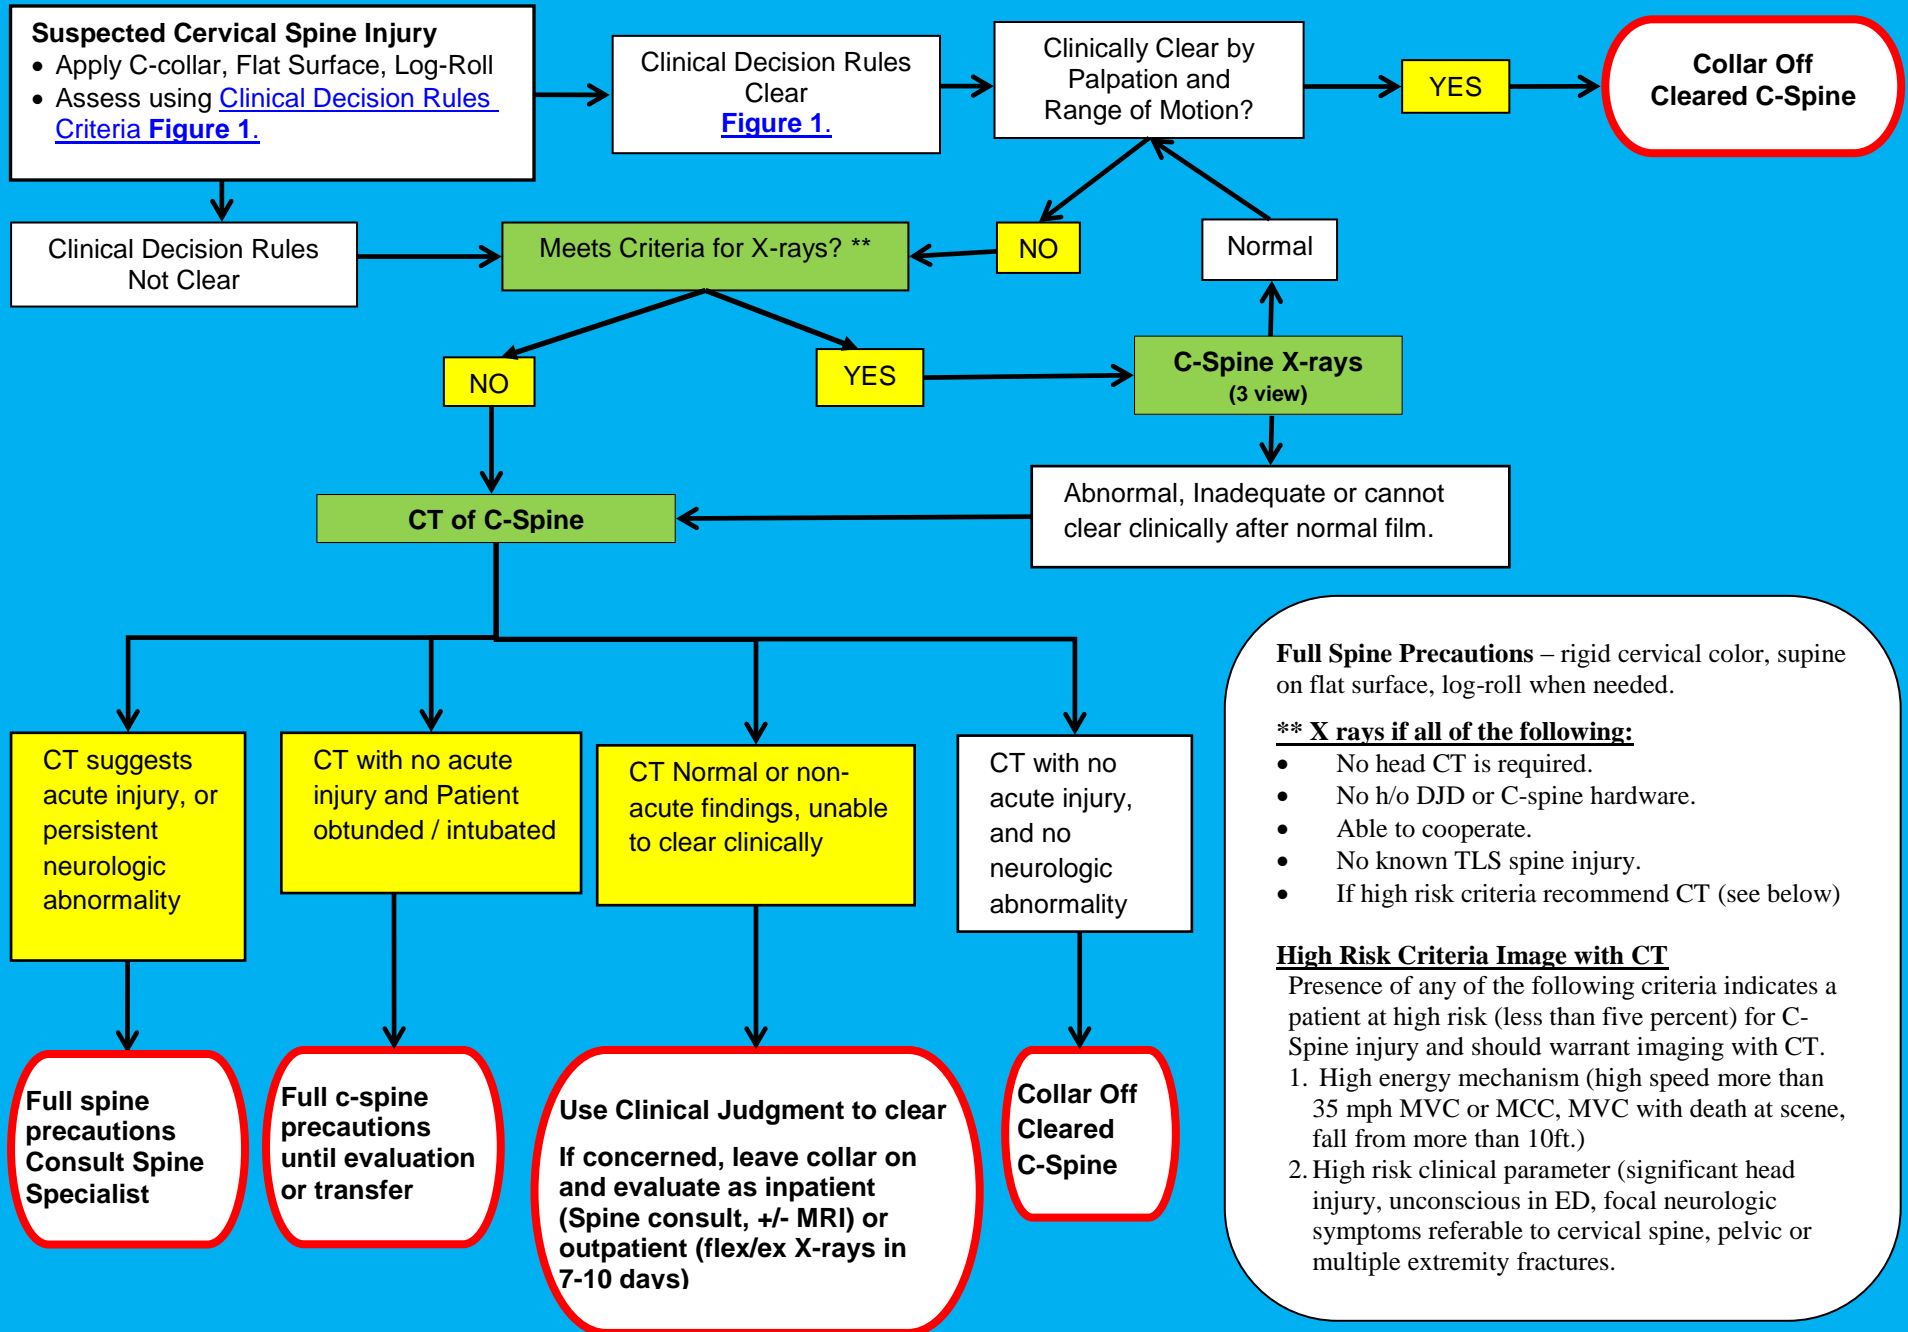 Suspected Cervical Spine Injury
• Apply C-collar, Flat Surface, Log-Roll
• Assess using Clinical Decision Rules
Criteria Figure 1.
Clinical Decision Rules
Clear
Figure 1.
Clinically Clear by
Palpation and
Range of Motion?
YES
Collar Off
Cleared C-Spine
Clinical Decision Rules
Not Clear
Meets Criteria for X-rays? **
NO
Normal
NO
YES
C-Spine X-rays
(3 view)
CT of C-Spine
Abnormal, Inadequate or cannot
clear clinically after normal film.
CT suggests
acute injury, or
persistent
neurologic
abnormality
CT with no acute
injury and Patient
obtunded / intubated
CT Normal or non-
acute findings, unable
to clear clinically
CT with no
acute injury,
and no
neurologic
abnormality
Full spine
precautions
Consult Spine
Specialist
Full c-spine
precautions
until evaluation
or transfer
Use Clinical Judgment to clear
If concerned, leave collar on
and evaluate as inpatient
(Spine consult, +/- MRI) or
outpatient (flex/ex X-rays in
7-10 days)
Collar Off
Cleared
C-Spine
Full Spine Precautions – rigid cervical color, supine
on flat surface, log-roll when needed.
** X rays if all of the following:
• No head CT is required.
• No h/o DJD or C-spine hardware.
• Able to cooperate.
• No known TLS spine injury.
• If high risk criteria recommend CT (see below)
High Risk Criteria Image with CT
Presence of any of the following criteria indicates a
patient at high risk (less than five percent) for C-
Spine injury and should warrant imaging with CT.
1. High energy mechanism (high speed more than
35 mph MVC or MCC, MVC with death at scene,
fall from more than 10ft.)
2. High risk clinical parameter (significant head
injury, unconscious in ED, focal neurologic
symptoms referable to cervical spine, pelvic or
multiple extremity fractures.